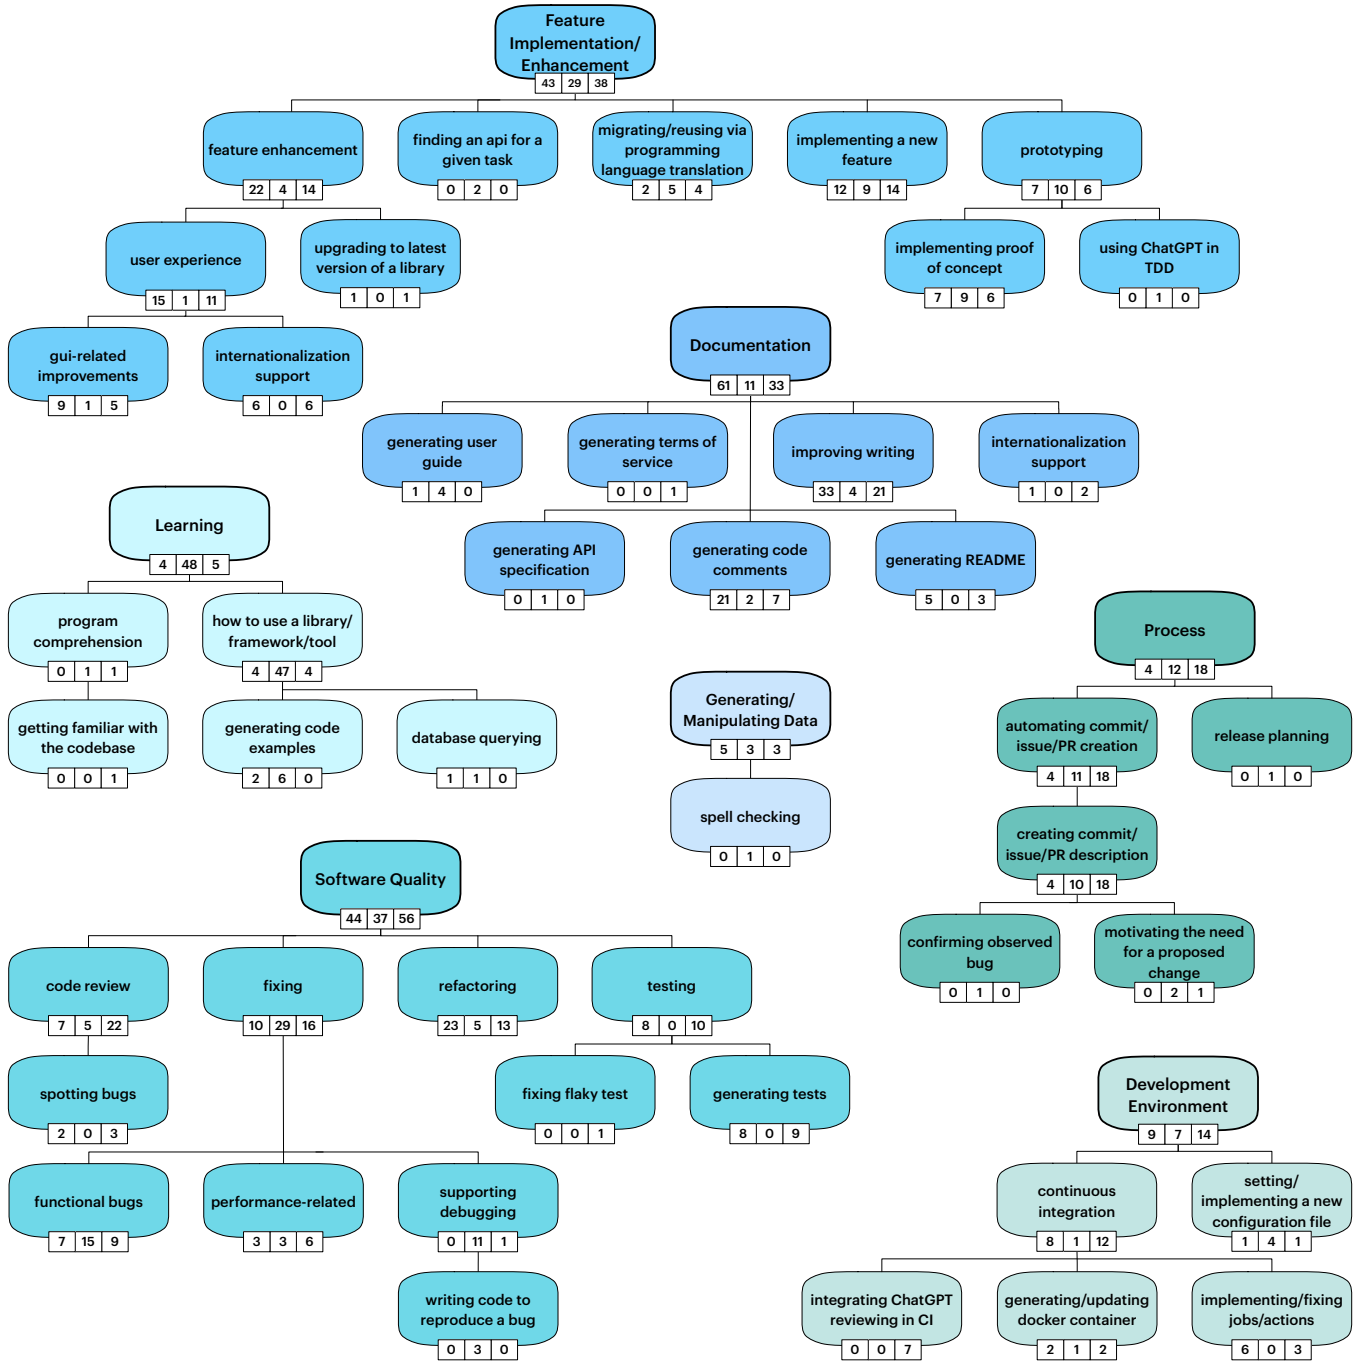 Feature
Implementation/
Enhancement
43 29 38
feature enhancement
22 4 14
finding an api for a
given task
0 2 0
migrating/reusing via
programming
language translation
2 5 4
implementing a new
feature
12 9 14
prototyping
7 10 6
user experience
15 1 11
upgrading to latest
version of a library
1 0 1
implementing proof
of concept
7 9 6
using ChatGPT in
TDD
0 1 0
gui-related
improvements
9 1 5
internationalization
support
6 0 6
Documentation
61 11 33
generating user
guide
1 4 0
generating terms of
service
0 0 1
improving writing
33 4 21
internationalization
support
1 0 2
generating API
specification
0 1 0
generating code
comments
21 2 7
generating README
5 0 3
Learning
4 48 5
program
comprehension
0 1 1
how to use a library/
framework/tool
4 47 4
getting familiar with
the codebase
0 0 1
generating code
examples
2 6 0
database querying
1 1 0
Generating/
Manipulating Data
5 3 3
spell checking
0 1 0
Process
4 12 18
automating commit/
issue/PR creation
4 11 18
release planning
0 1 0
creating commit/
issue/PR description
4 10 18
confirming observed
bug
0 1 0
motivating the need
for a proposed
change
0 2 1
Software Quality
44 37 56
code review
7 5 22
fixing
10 29 16
refactoring
23 5 13
testing
8 0 10
spotting bugs
2 0 3
fixing flaky test
0 0 1
generating tests
8 0 9
functional bugs
7 15 9
performance-related
3 3 6
supporting
debugging
0 11 1
writing code to
reproduce a bug
0 3 0
Development
Environment
9 7 14
continuous
integration
8 1 12
setting/
implementing a new
configuration file
1 4 1
integrating ChatGPT
reviewing in CI
0 0 7
generating/updating
docker container
2 1 2
implementing/fixing
jobs/actions
6 0 3